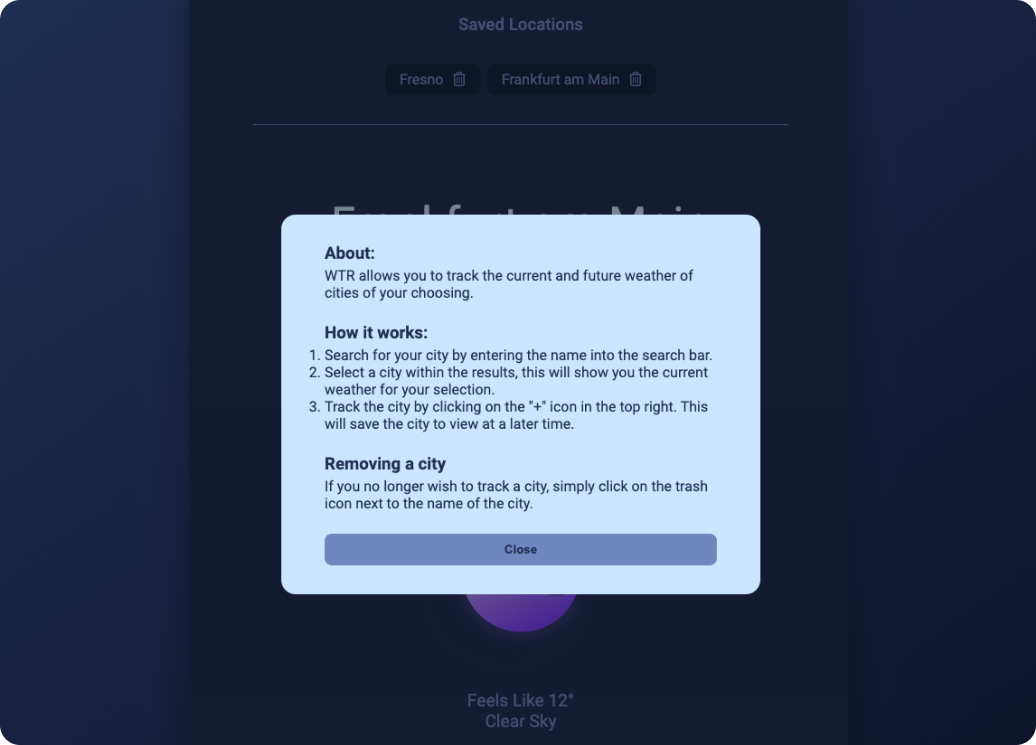 Saved Locations
Fresno
Frankfurt am Main
Frankfurt am Main
About:
WTR allows you to track the current and future weather of
cities of your choosing.
How it works:
1. Search for your city by entering the name into the search bar.
2. Select a city within the results, this will show you the current
weather for your selection.
3. Track the city by clicking on the "+" icon in the top right. This
will save the city to view at a later time.
Removing a city
If you no longer wish to track a city, simply click on the trash
icon next to the name of the city.
Close
Feels Like 12°
Clear Sky